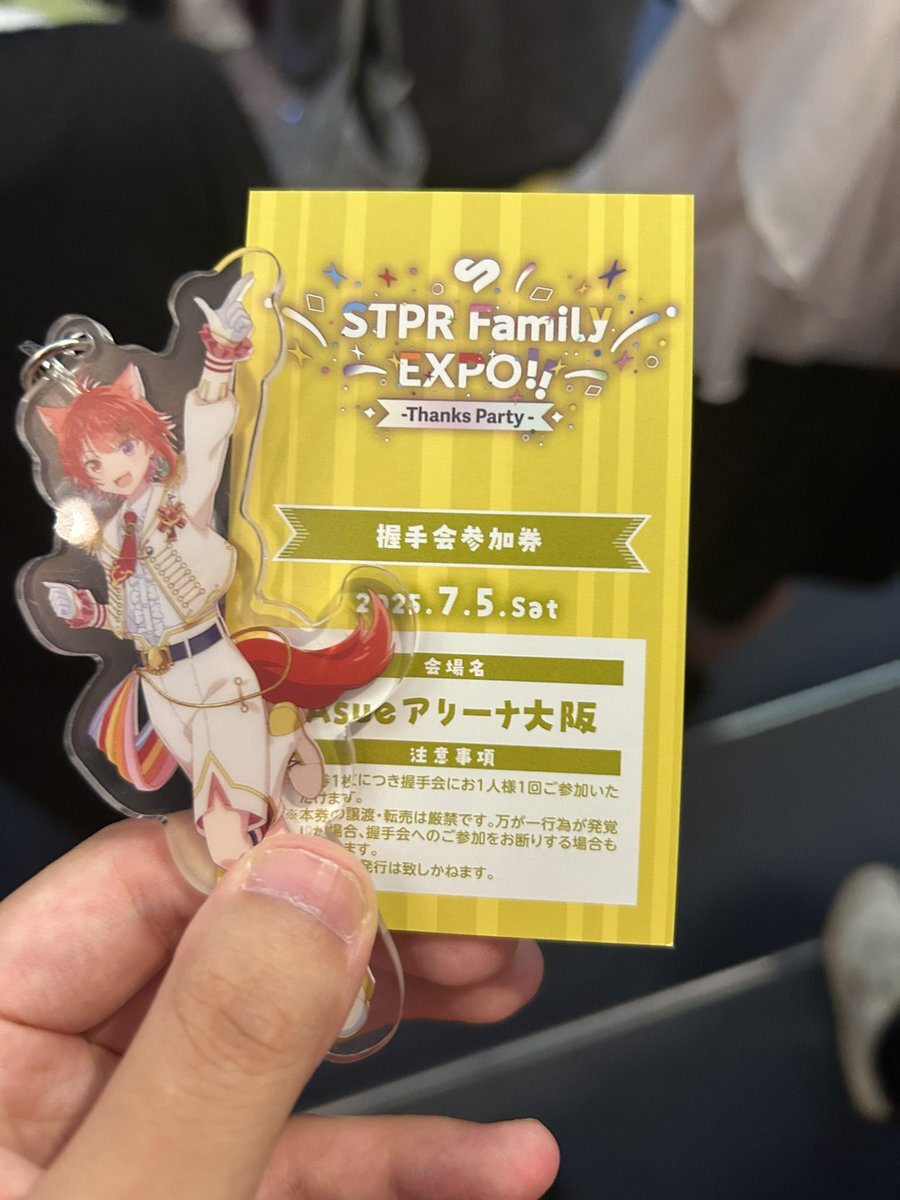 STPR Family
EXPO!!
-Thanks Party-
握手会参加券
2025.7.5.Sat
会場名
Asueアリーナ大阪
注意事項
1枚につき握手会にお1人様1回ご参加いた
だけます。
※本券の譲渡・転売は厳禁です。万が一行為が発覚
場合、握手会へのご参加をお断りする場合も
ます。
発行は致しかねます。